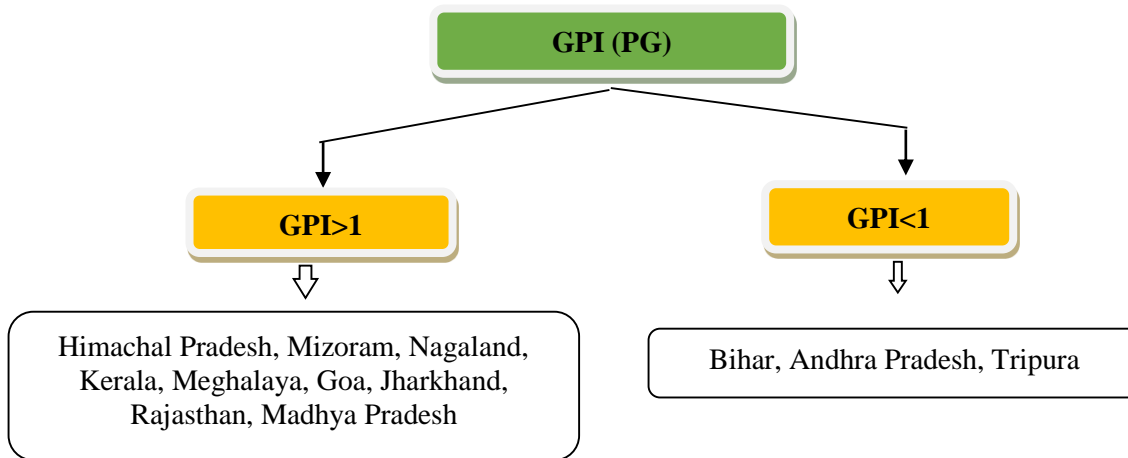 GPI (PG)
GPI>1
GPI<1
Himachal Pradesh, Mizoram, Nagaland,
Kerala, Meghalaya, Goa, Jharkhand,
Rajasthan, Madhya Pradesh
Bihar, Andhra Pradesh, Tripura